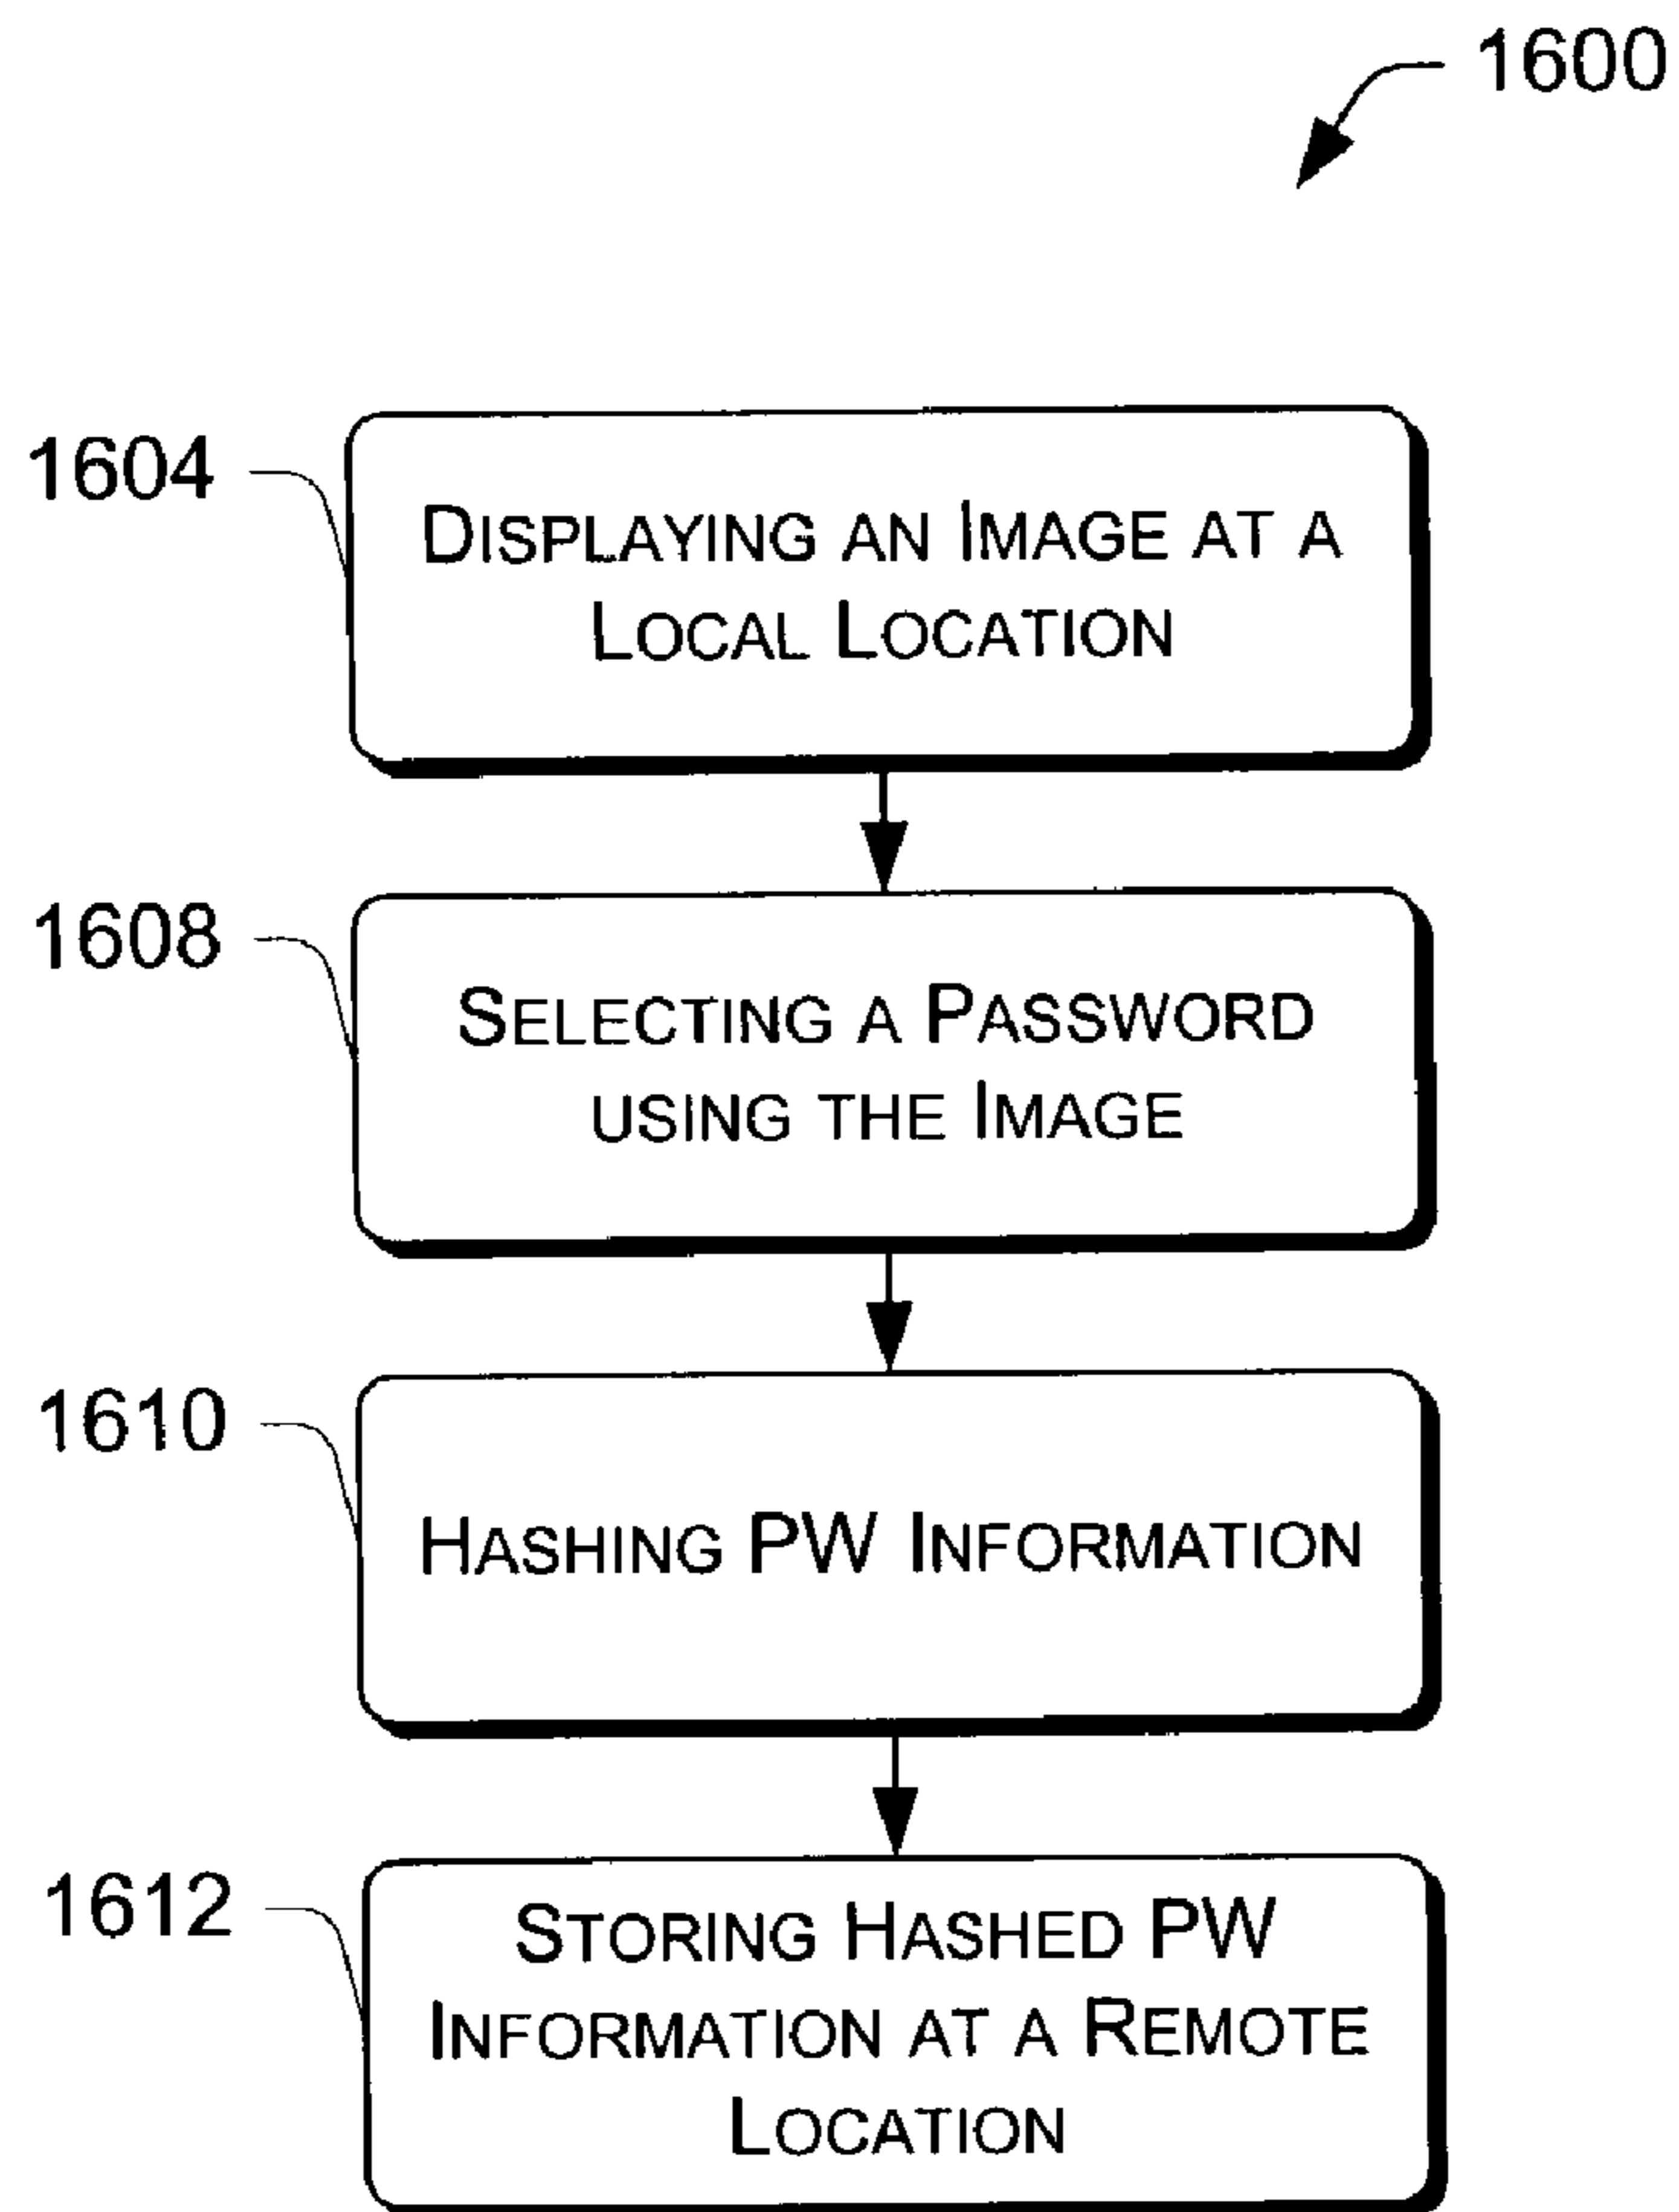 1600
1604
DISPLAYING AN IMAGE AT A
LOCAL LOCATION
1608
SELECTING A PASSWORD
USING THE IMAGE
1610
HASHING PW INFORMATION
1612
STORING HASHED PW
INFORMATION AT A REMOTE
LOCATION